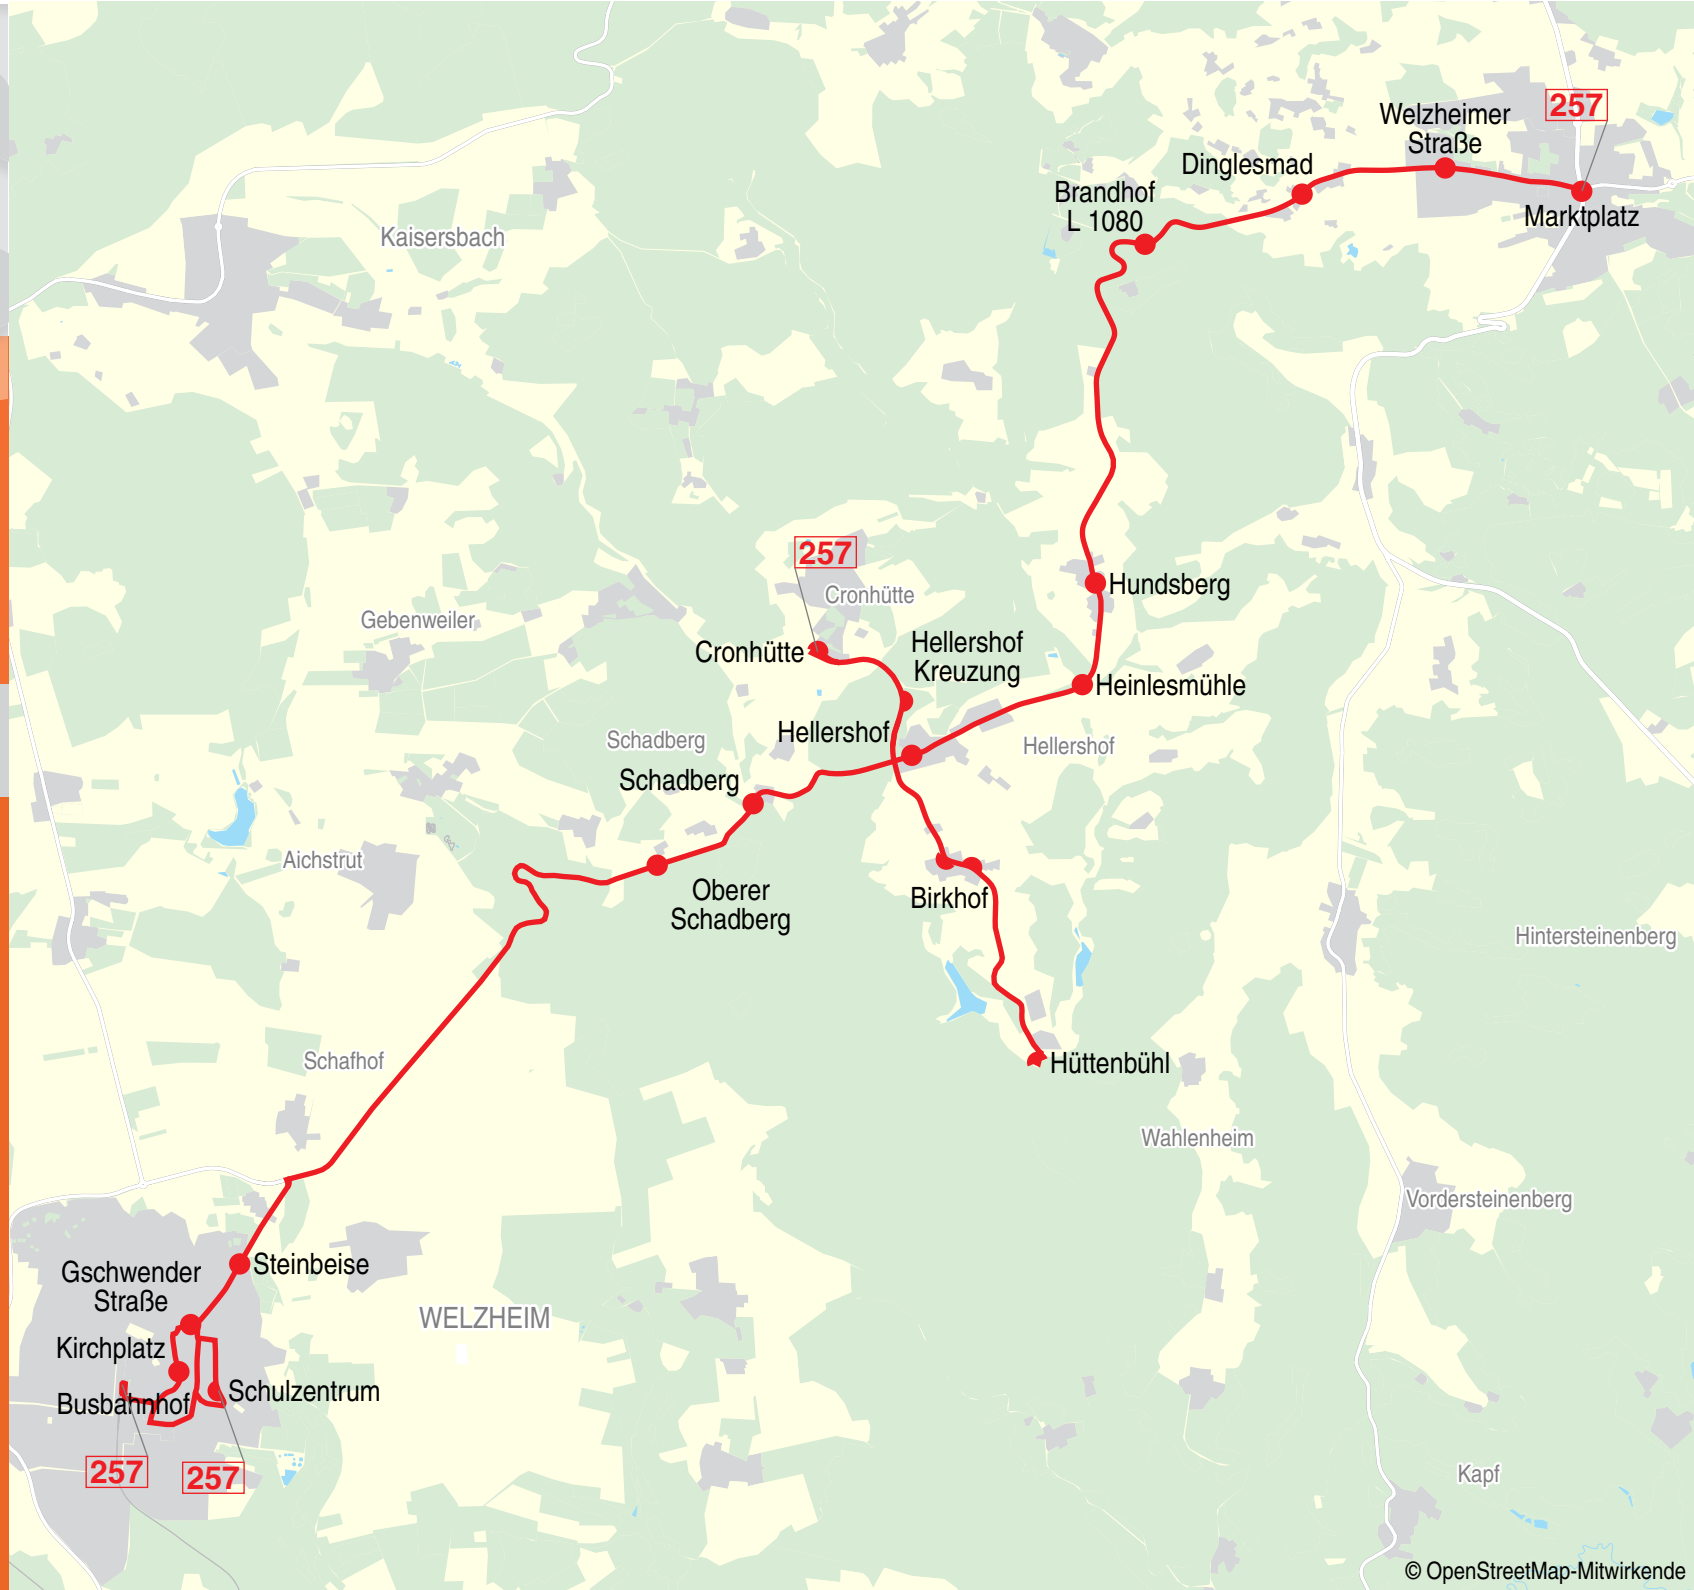 257
Welzheimer
Straße
Dinglesmad
Brandhof
L 1080
Marktplatz
Kaisersbach
257
Cronhütte
Hundsberg
Gebenweiler
Hellershof
Kreuzung
Cronhütte
Heinlesmühle
Hellershof
Schadberg
Hellershof
Schadberg
Aichstrut
Oberer
Schadberg
Birkhof
Hintersteinenberg
Schafhof
Hüttenbühl
Wahlenheim
Vordersteinenberg
Steinbeise
Gschwender
Straße
WELZHEIM
Kirchplatz
Schulzentrum
Busbahnhof
257
257
Kapf
© OpenStreetMap-Mitwirkende